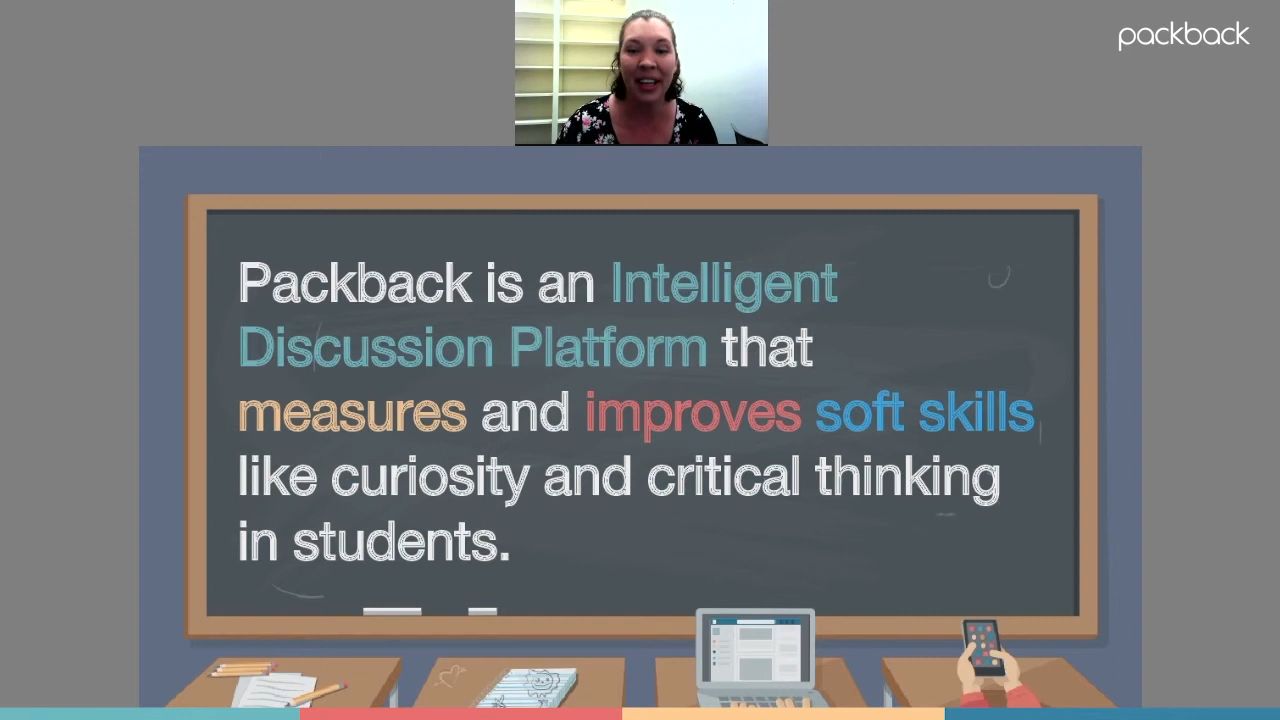 packback
Packback is an Intelligent
Discussion Platform that
measures and improves soft skills
like curiosity and critical thinking
in students.